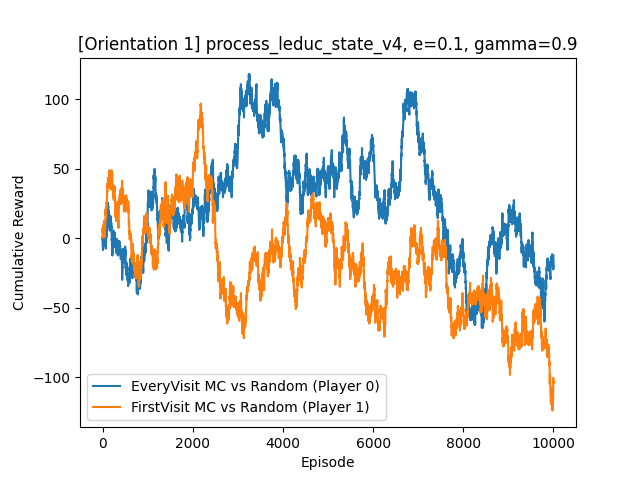 [Orientation 1] process_leduc_state_v4, e=0.1, gamma=0.9
Cumulative Reward
100
50
0
−50
−100
EveryVisit MC vs Random (Player 0)
FirstVisit MC vs Random (Player 1)
0 2000 4000 6000 8000 10000
Episode